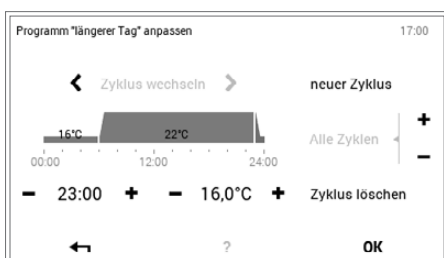 Programm "längerer Tag" anpassen 17:00
Zyklus wechseln neuer Zyklus
16°C 22°C
Alle Zyklen
00:00 12:00 24:00
− 23:00 + − 16,0°C + Zyklus löschen
? OK